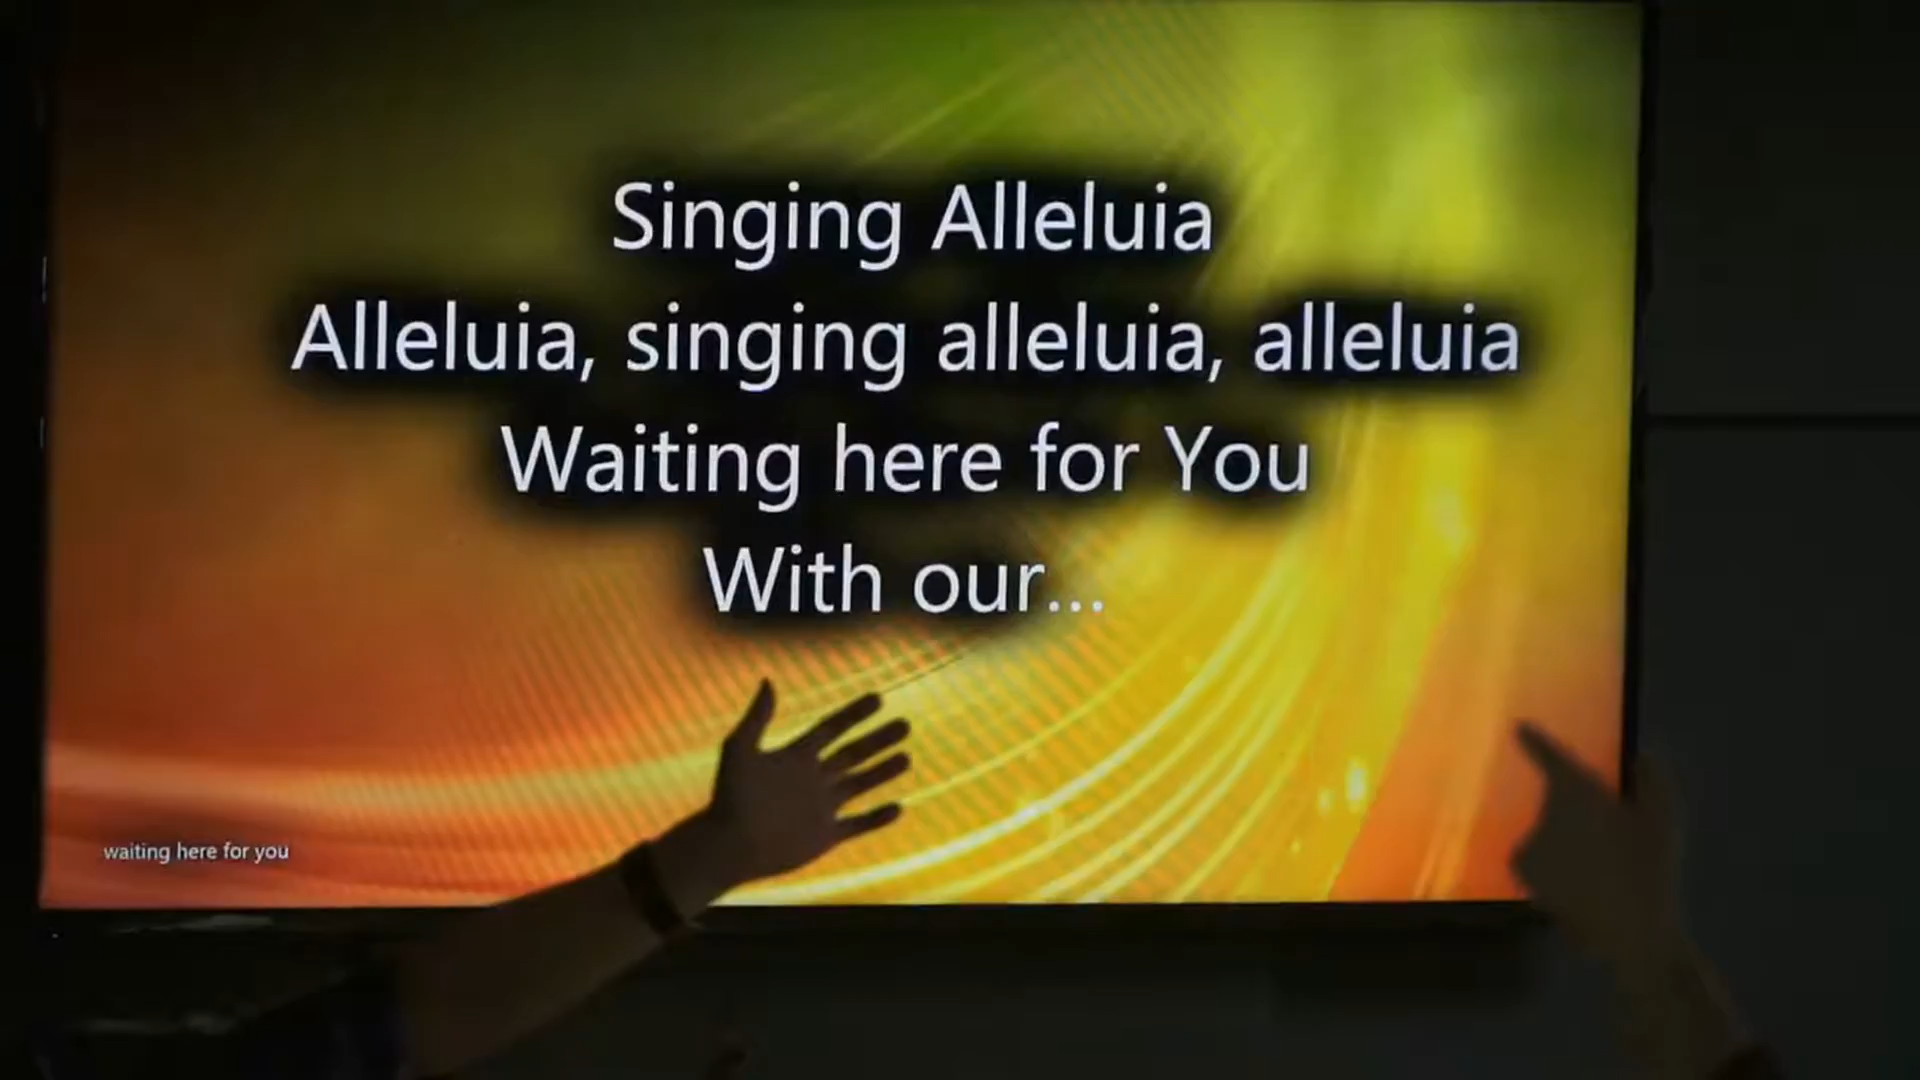 Singing Alleluia
Alleluia, singing alleluia, alleluia
Waiting here for You
With our...
waiting here for you